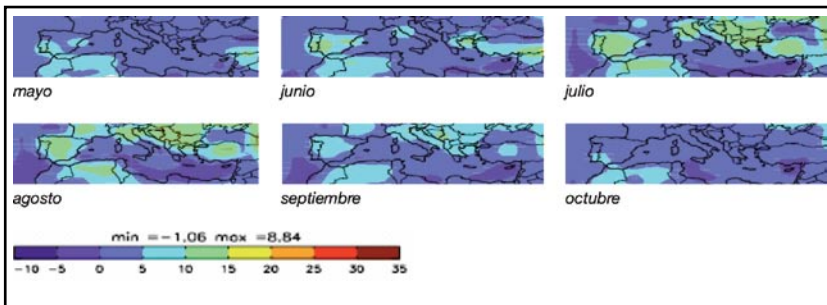 mayo
junio
julio
agosto
septiembre
octubre
min =-1.06 max =8.84
-10 -5 0 5 10 15 20 25 30 35